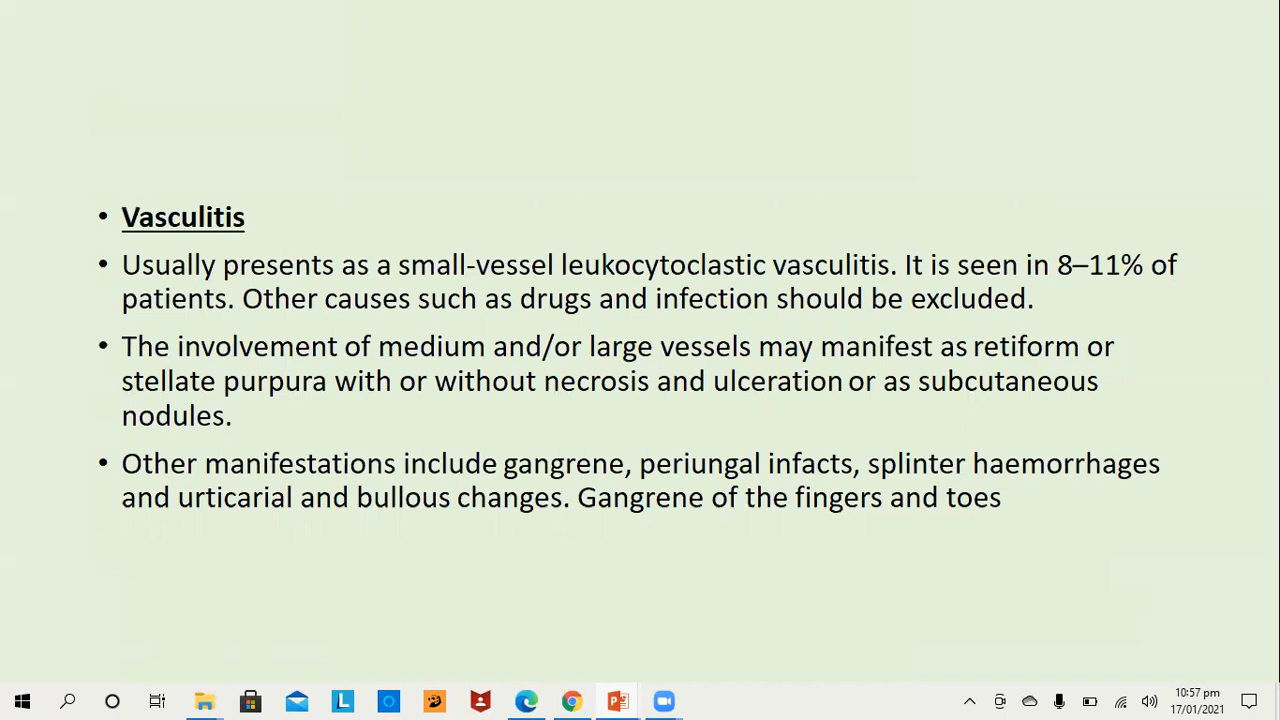 • Vasculitis
• Usually presents as a small-vessel leukocytoclastic vasculitis. It is seen in 8–11% of
patients. Other causes such as drugs and infection should be excluded.
• The involvement of medium and/or large vessels may manifest as retiform or
stellate purpura with or without necrosis and ulceration or as subcutaneous
nodules.
• Other manifestations include gangrene, periungal infacts, splinter haemorrhages
and urticarial and bullous changes. Gangrene of the fingers and toes
10:57 pm
17/01/2021